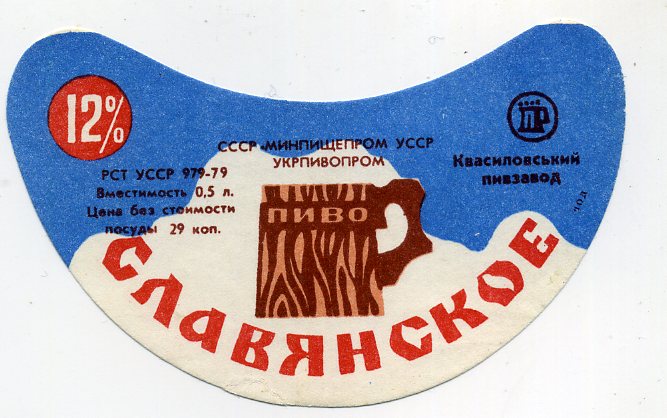 12%
СССР МИНПИЩЕПРОМ УССР
УКРПИВОПРОМ
РСТ УССР 979-79
Вместимость 0,5 л.
Цена без стоимости
посуды 29 коп.
Квасиловський
пивзавод
ПИВО
СЛАВЯНСКОЕ